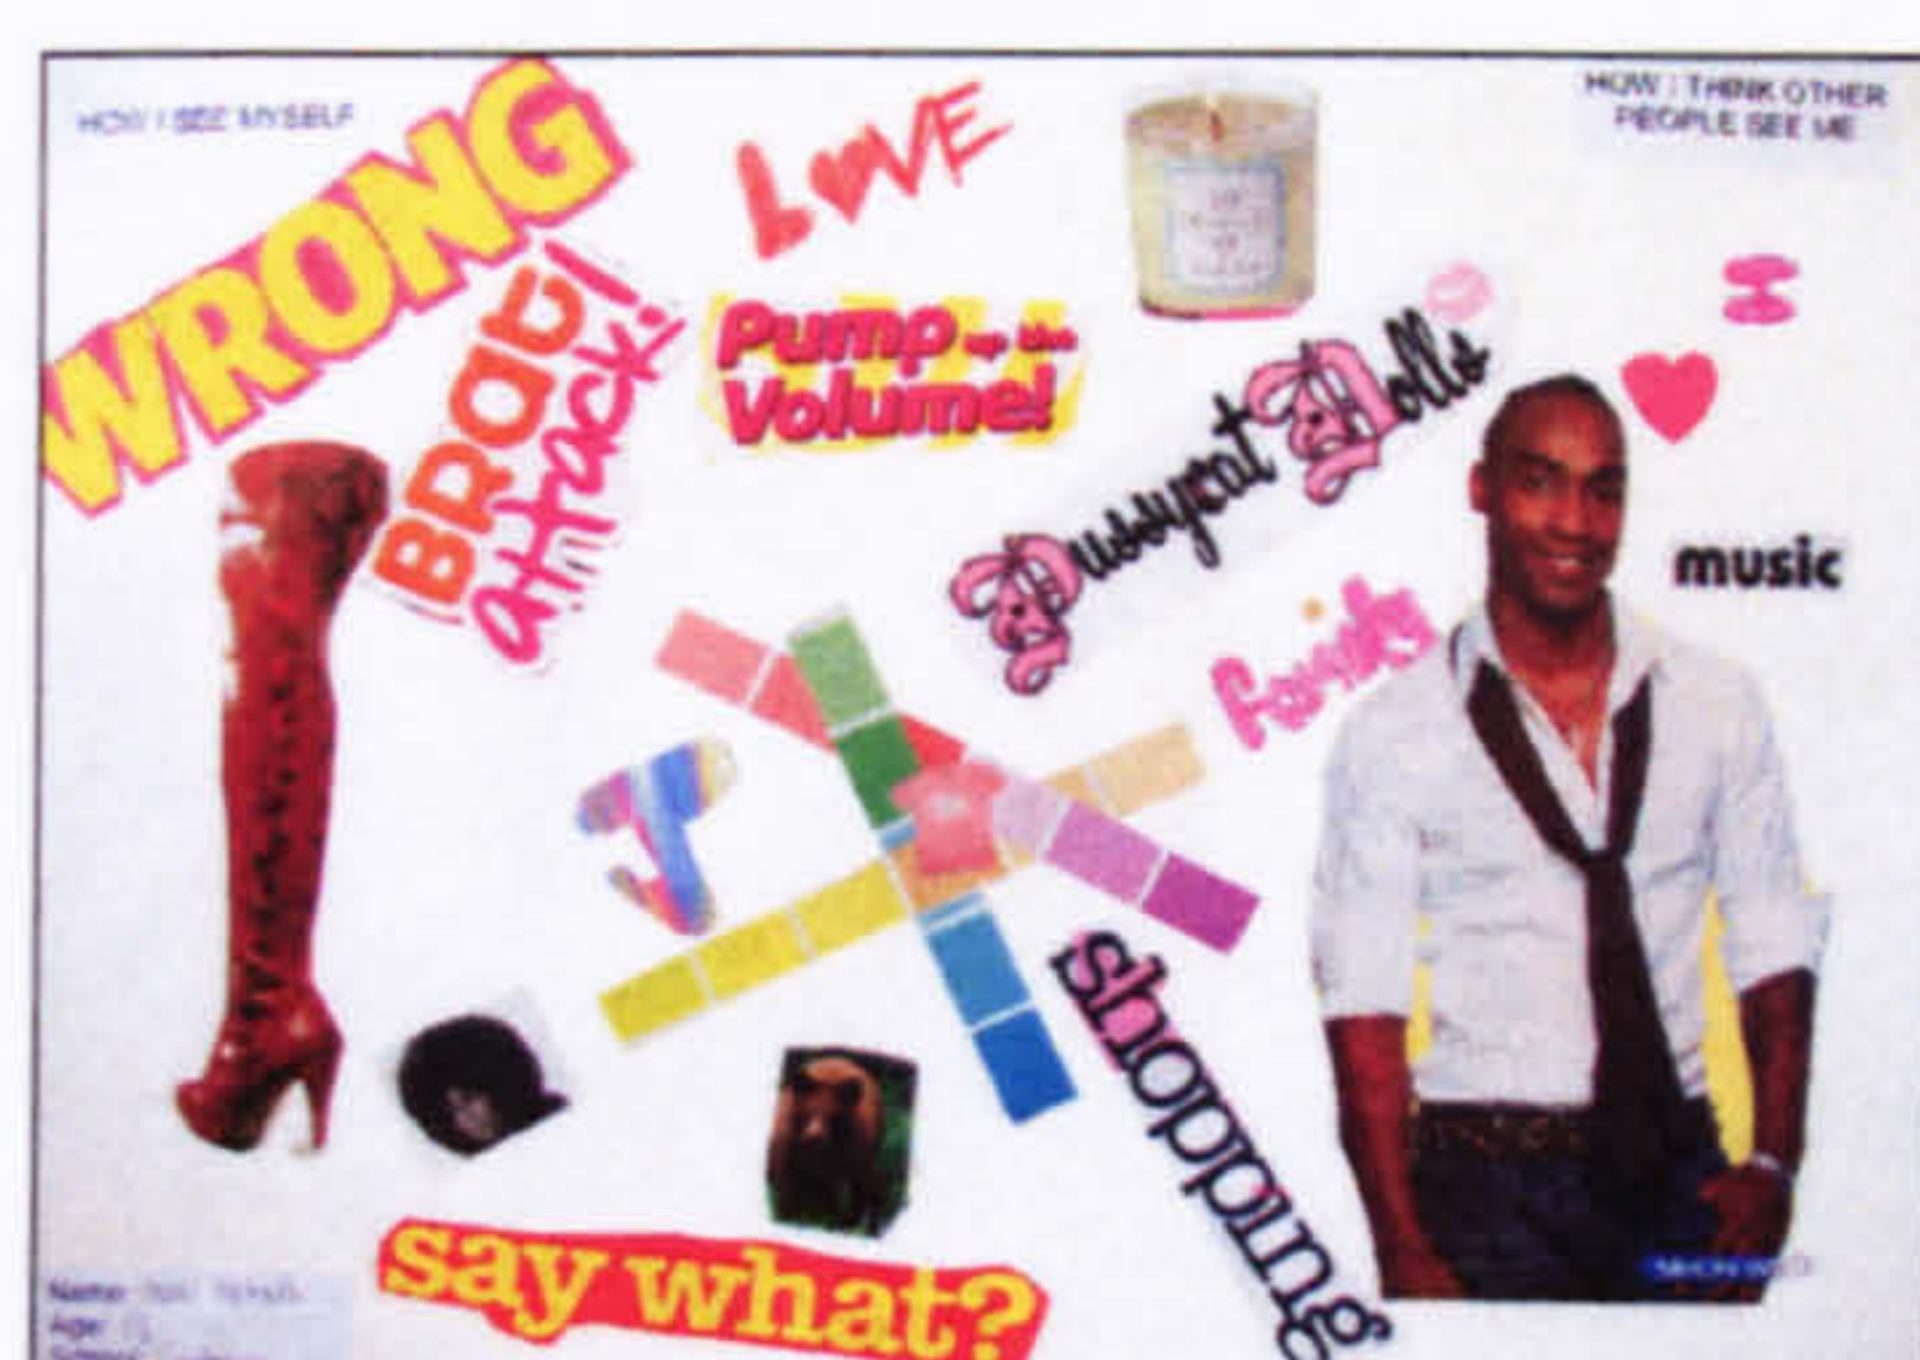 HOW I SEE MYSELF
HOW I THINK OTHER
PEOPLE SEE ME
WRONG
LOVE
BRat
attack!
Pump up the
Volume!
Pussycat Dolls
music
Family
shopping
say what?
Name
Age